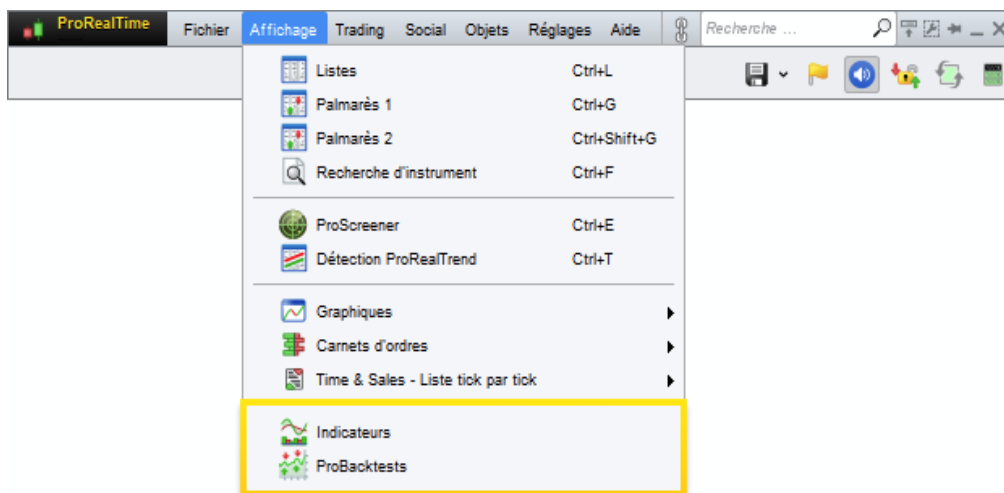 ProRealTime Fichier Affichage Trading Social Objets Réglages Aide Recherche ...
Listes Ctrl+L
Palmarès 1 Ctrl+G
Palmarès 2 Ctrl+Shift+G
Recherche d'instrument Ctrl+F
ProScreener Ctrl+E
Détection ProRealTrend Ctrl+T
Graphiques
Carnets d'ordres
Time & Sales - Liste tick par tick
Indicateurs
ProBacktests